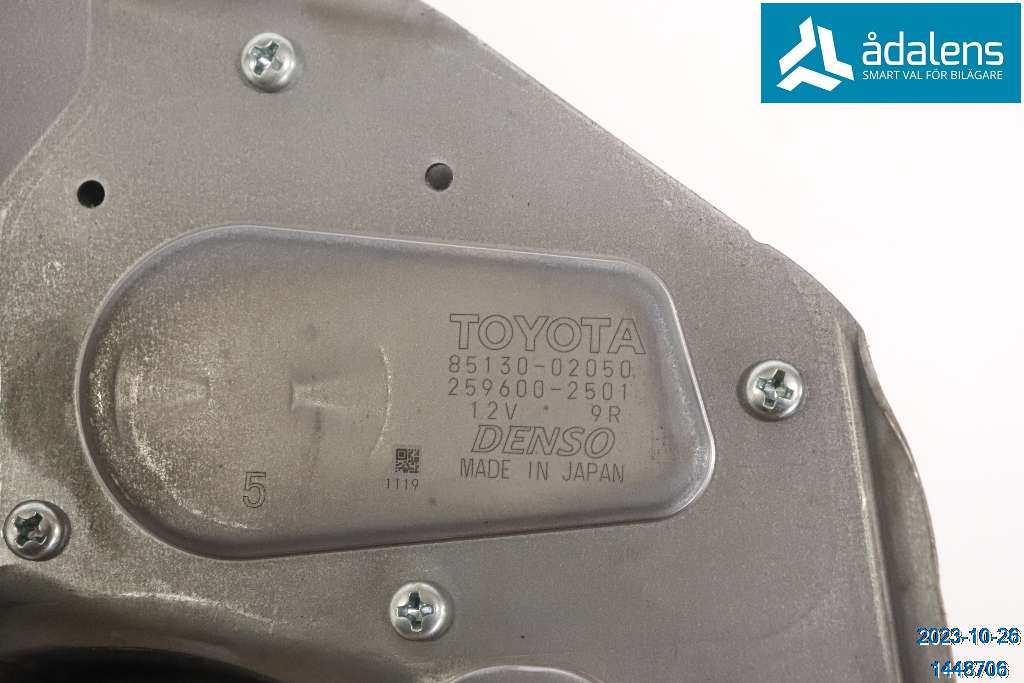 ådalens
SMART VAL FÖR BILÄGARE
TOYOTA
85130-02050
259600-2501
12V 9R
DENSO
MADE IN JAPAN
1119
5
2023-10-26
1448706